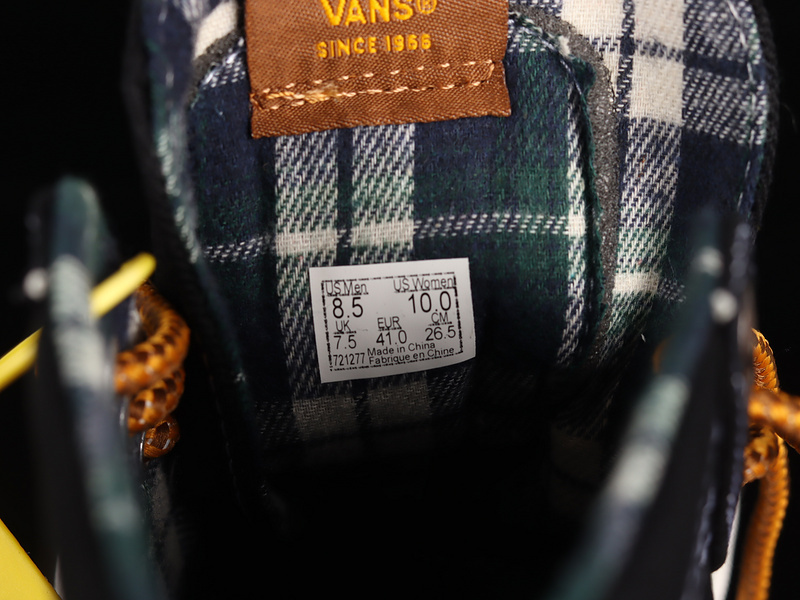 VANS®
SINCE 1966
US Men US Women
8.5 10.0
UK EUR CM
7.5 41.0 26.5
Made in China
721277 Fabrique en Chine